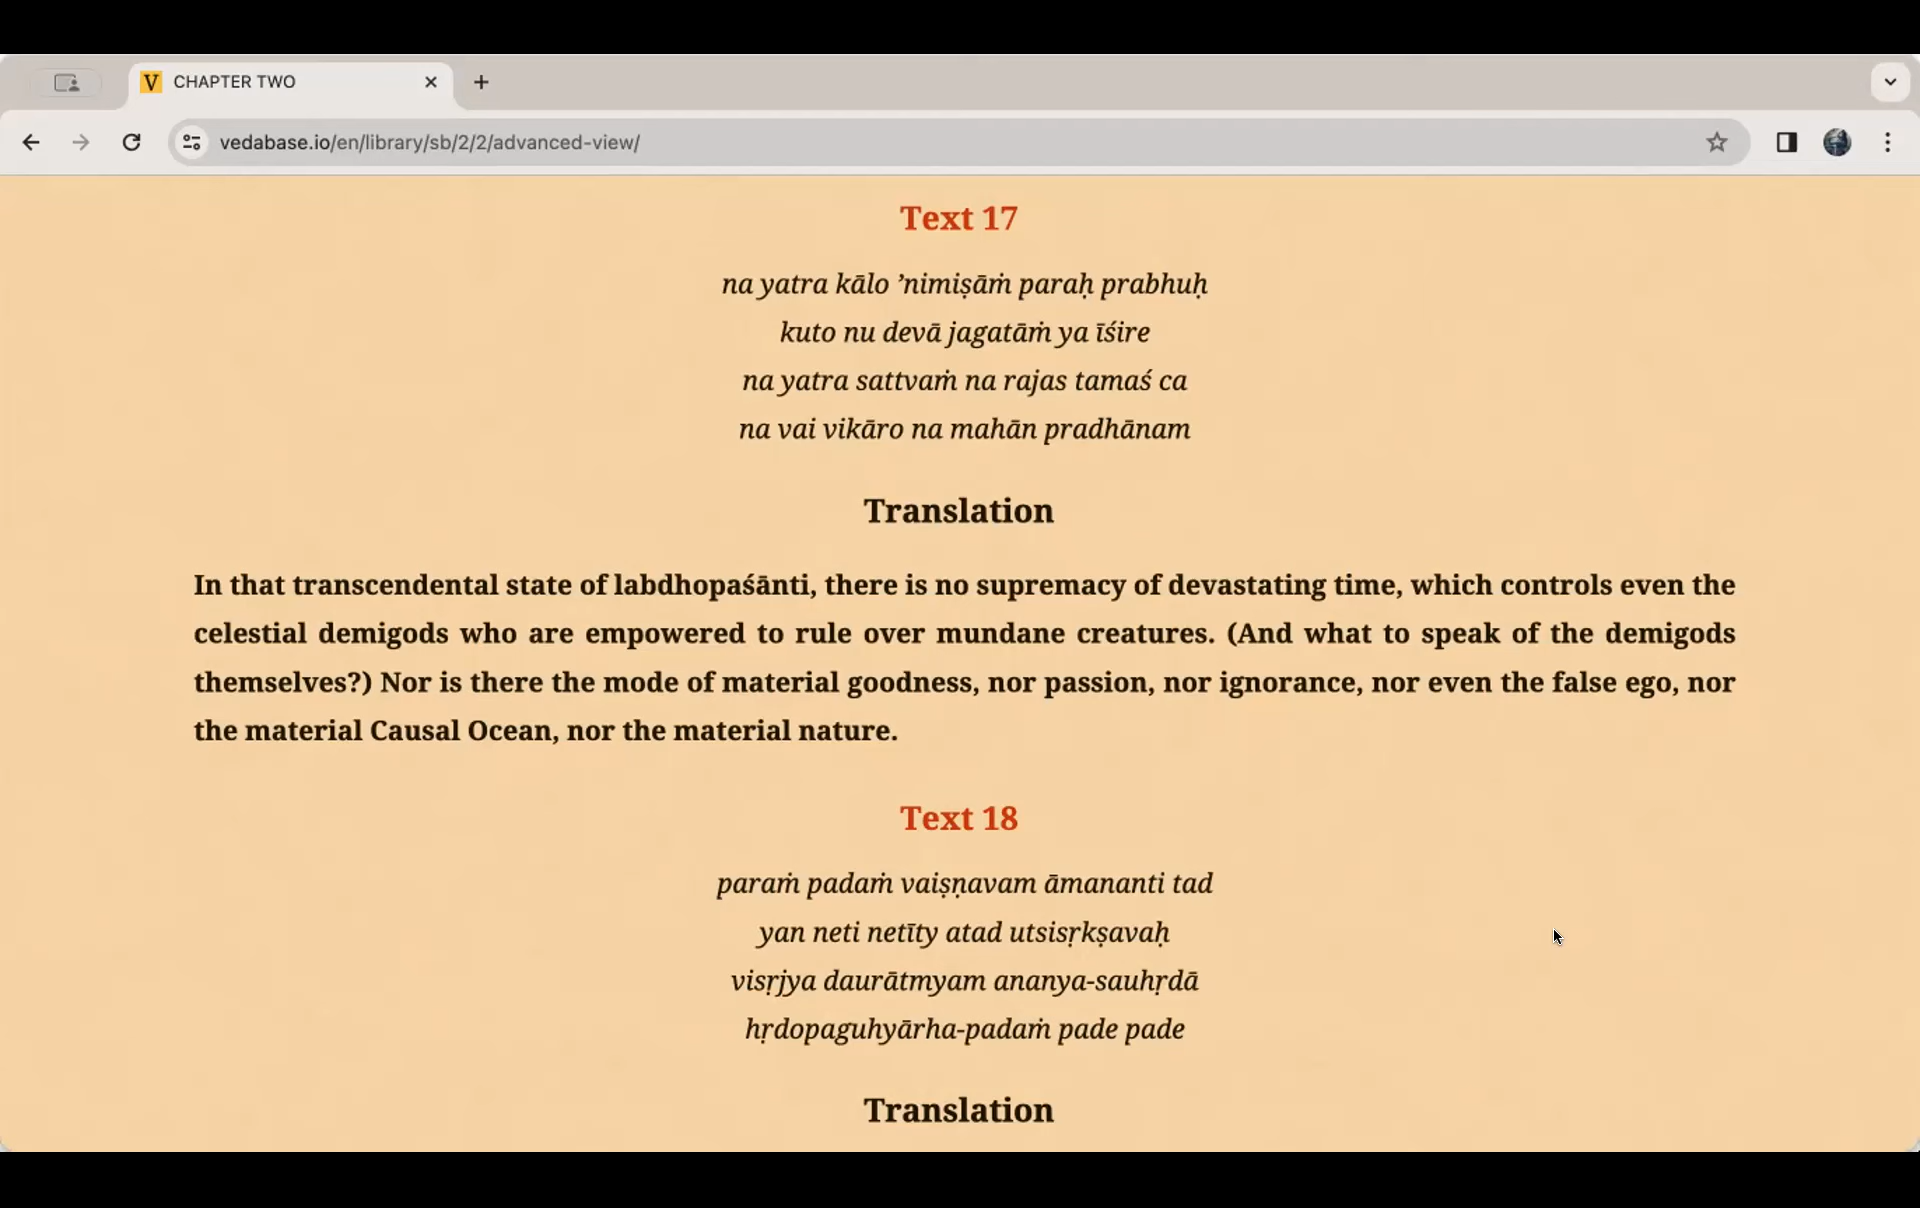 CHAPTER TWO
vedabase.io/en/library/sb/2/2/advanced-view/
Text 17
na yatra kālo ’nimiṣāṁ paraḥ prabhuḥ
kuto nu devā jagatāṁ ya īśire
na yatra sattvaṁ na rajas tamaś ca
na vai vikāro na mahān pradhānam
Translation
In that transcendental state of labdhopaśānti, there is no supremacy of devastating time, which controls even the
celestial demigods who are empowered to rule over mundane creatures. (And what to speak of the demigods
themselves?) Nor is there the mode of material goodness, nor passion, nor ignorance, nor even the false ego, nor
the material Causal Ocean, nor the material nature.
Text 18
paraṁ padaṁ vaiṣṇavam āmananti tad
yan neti netīty atad utsisṛkṣavaḥ
visṛjya daurātmyam ananya-sauhṛdā
hṛdopaguhyārha-padaṁ pade pade
Translation